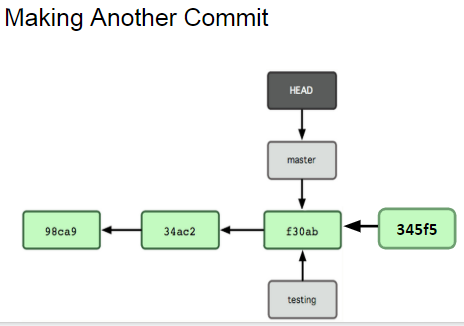 Making Another Commit
HEAD
master
98ca9
34ac2
f30ab
345f5
testing